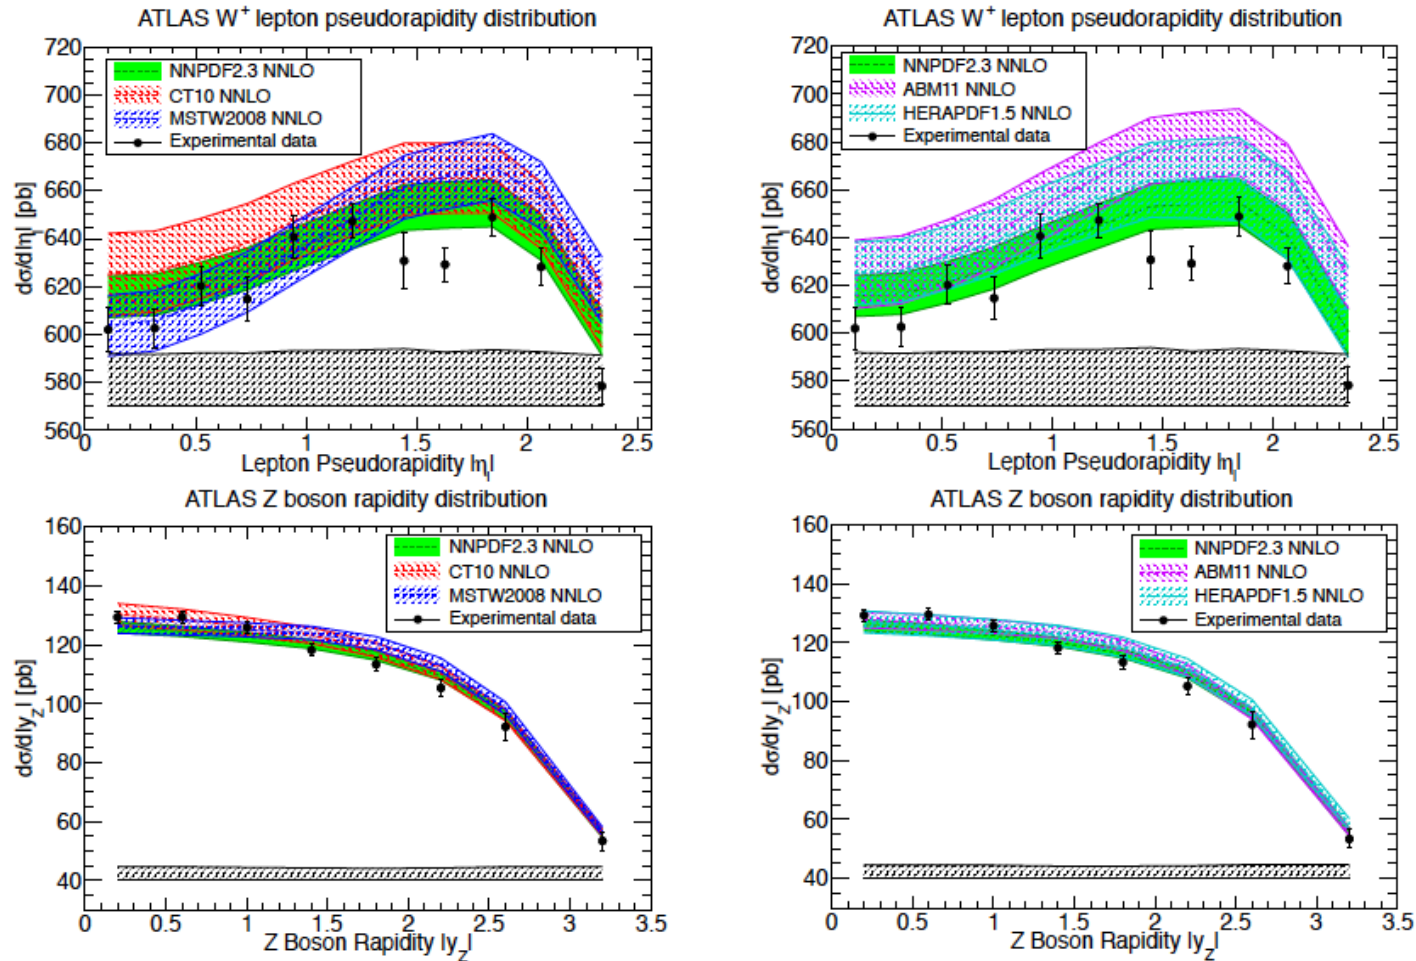 ATLAS W+ lepton pseudorapidity distribution
720
700
680
660
640
620
600
580
560
dσ/d|η_l| [pb]
NNPDF2.3 NNLO
CT10 NNLO
MSTW2008 NNLO
Experimental data
0 0.5 1 1.5 2 2.5
Lepton Pseudorapidity |η_l|
ATLAS W+ lepton pseudorapidity distribution
720
700
680
660
640
620
600
580
560
dσ/d|η_l| [pb]
NNPDF2.3 NNLO
ABM11 NNLO
HERAPDF1.5 NNLO
Experimental data
0 0.5 1 1.5 2 2.5
Lepton Pseudorapidity |η_l|
ATLAS Z boson rapidity distribution
160
140
120
100
80
60
40
dσ/d|y_Z| [pb]
NNPDF2.3 NNLO
CT10 NNLO
MSTW2008 NNLO
Experimental data
0 0.5 1 1.5 2 2.5 3 3.5
Z Boson Rapidity |y_Z|
ATLAS Z boson rapidity distribution
160
140
120
100
80
60
40
dσ/d|y_Z| [pb]
NNPDF2.3 NNLO
ABM11 NNLO
HERAPDF1.5 NNLO
Experimental data
0 0.5 1 1.5 2 2.5 3 3.5
Z Boson Rapidity |y_Z|